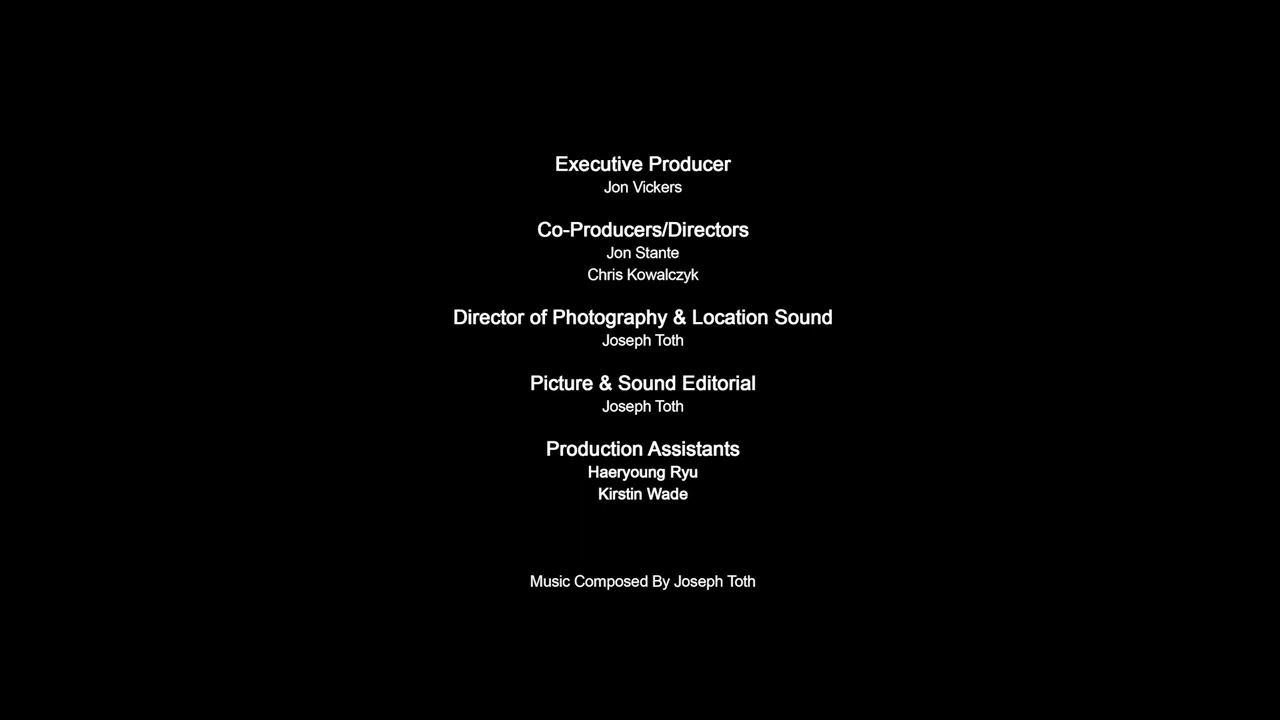 Executive Producer
Jon Vickers
Co-Producers/Directors
Jon Stante
Chris Kowalczyk
Director of Photography & Location Sound
Joseph Toth
Picture & Sound Editorial
Joseph Toth
Production Assistants
Haeryoung Ryu
Kirstin Wade
Music Composed By Joseph Toth